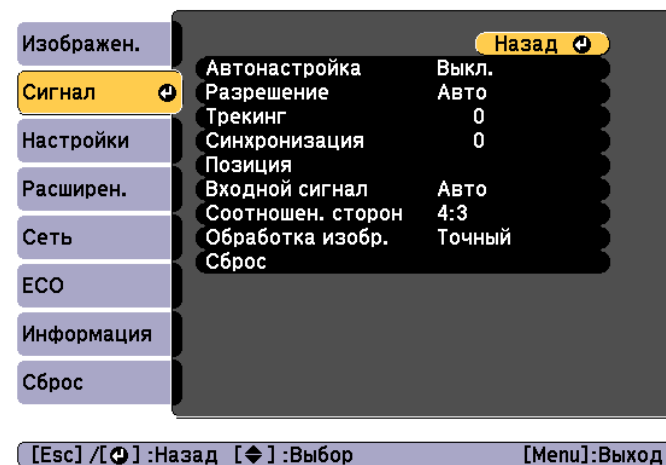 Изображен.
Сигнал
Настройки
Расширен.
Сеть
ECO
Информация
Сброс
Назад
Автонастройка Выкл.
Разрешение Авто
Трекинг 0
Синхронизация 0
Позиция
Входной сигнал Авто
Соотношен. сторон 4:3
Обработка изобр. Точный
Сброс
[Esc] /[⏎] :Назад [◆] :Выбор [Menu]:Выход